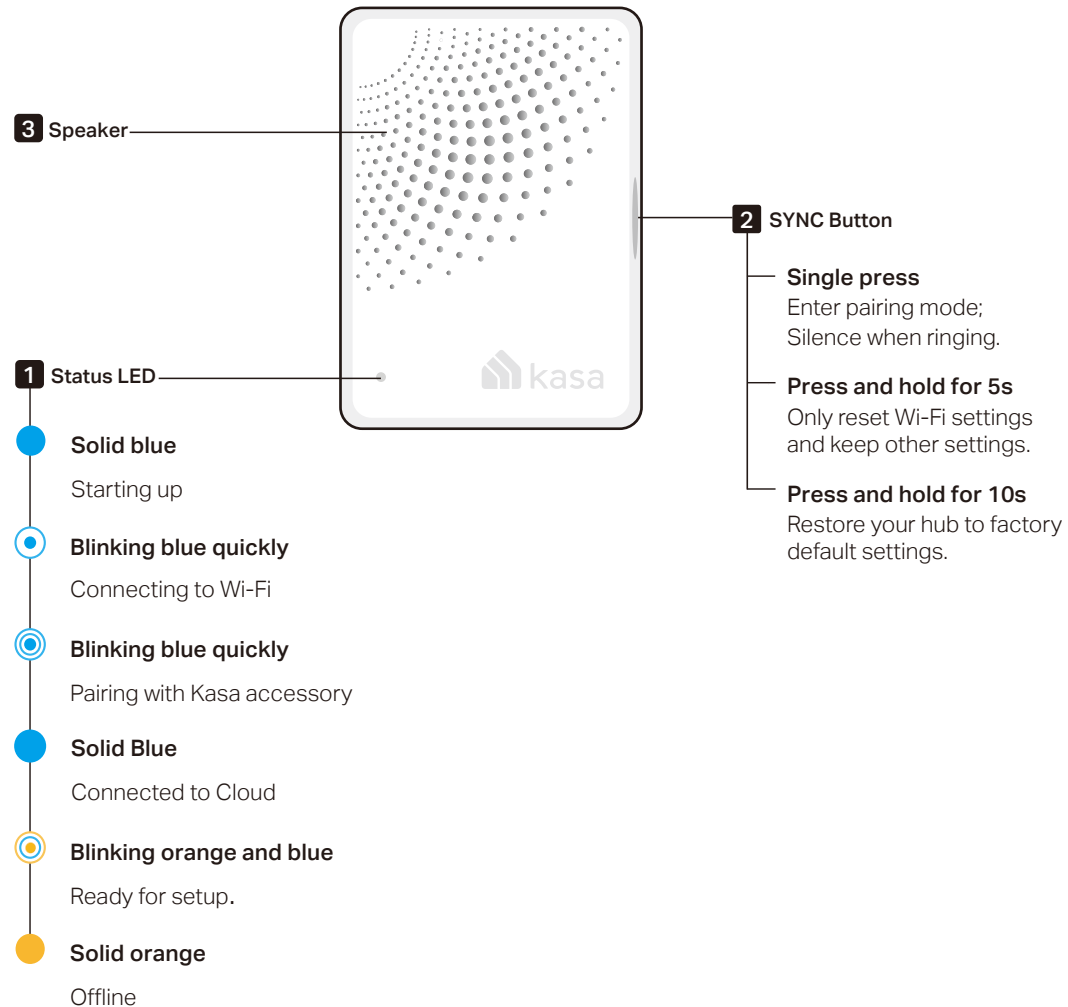 3 Speaker
kasa
2 SYNC Button
Single press
Enter pairing mode;
Silence when ringing.
Press and hold for 5s
Only reset Wi-Fi settings
and keep other settings.
Press and hold for 10s
Restore your hub to factory
default settings.
1 Status LED
Solid blue
Starting up
Blinking blue quickly
Connecting to Wi-Fi
Blinking blue quickly
Pairing with Kasa accessory
Solid Blue
Connected to Cloud
Blinking orange and blue
Ready for setup.
Solid orange
Offline